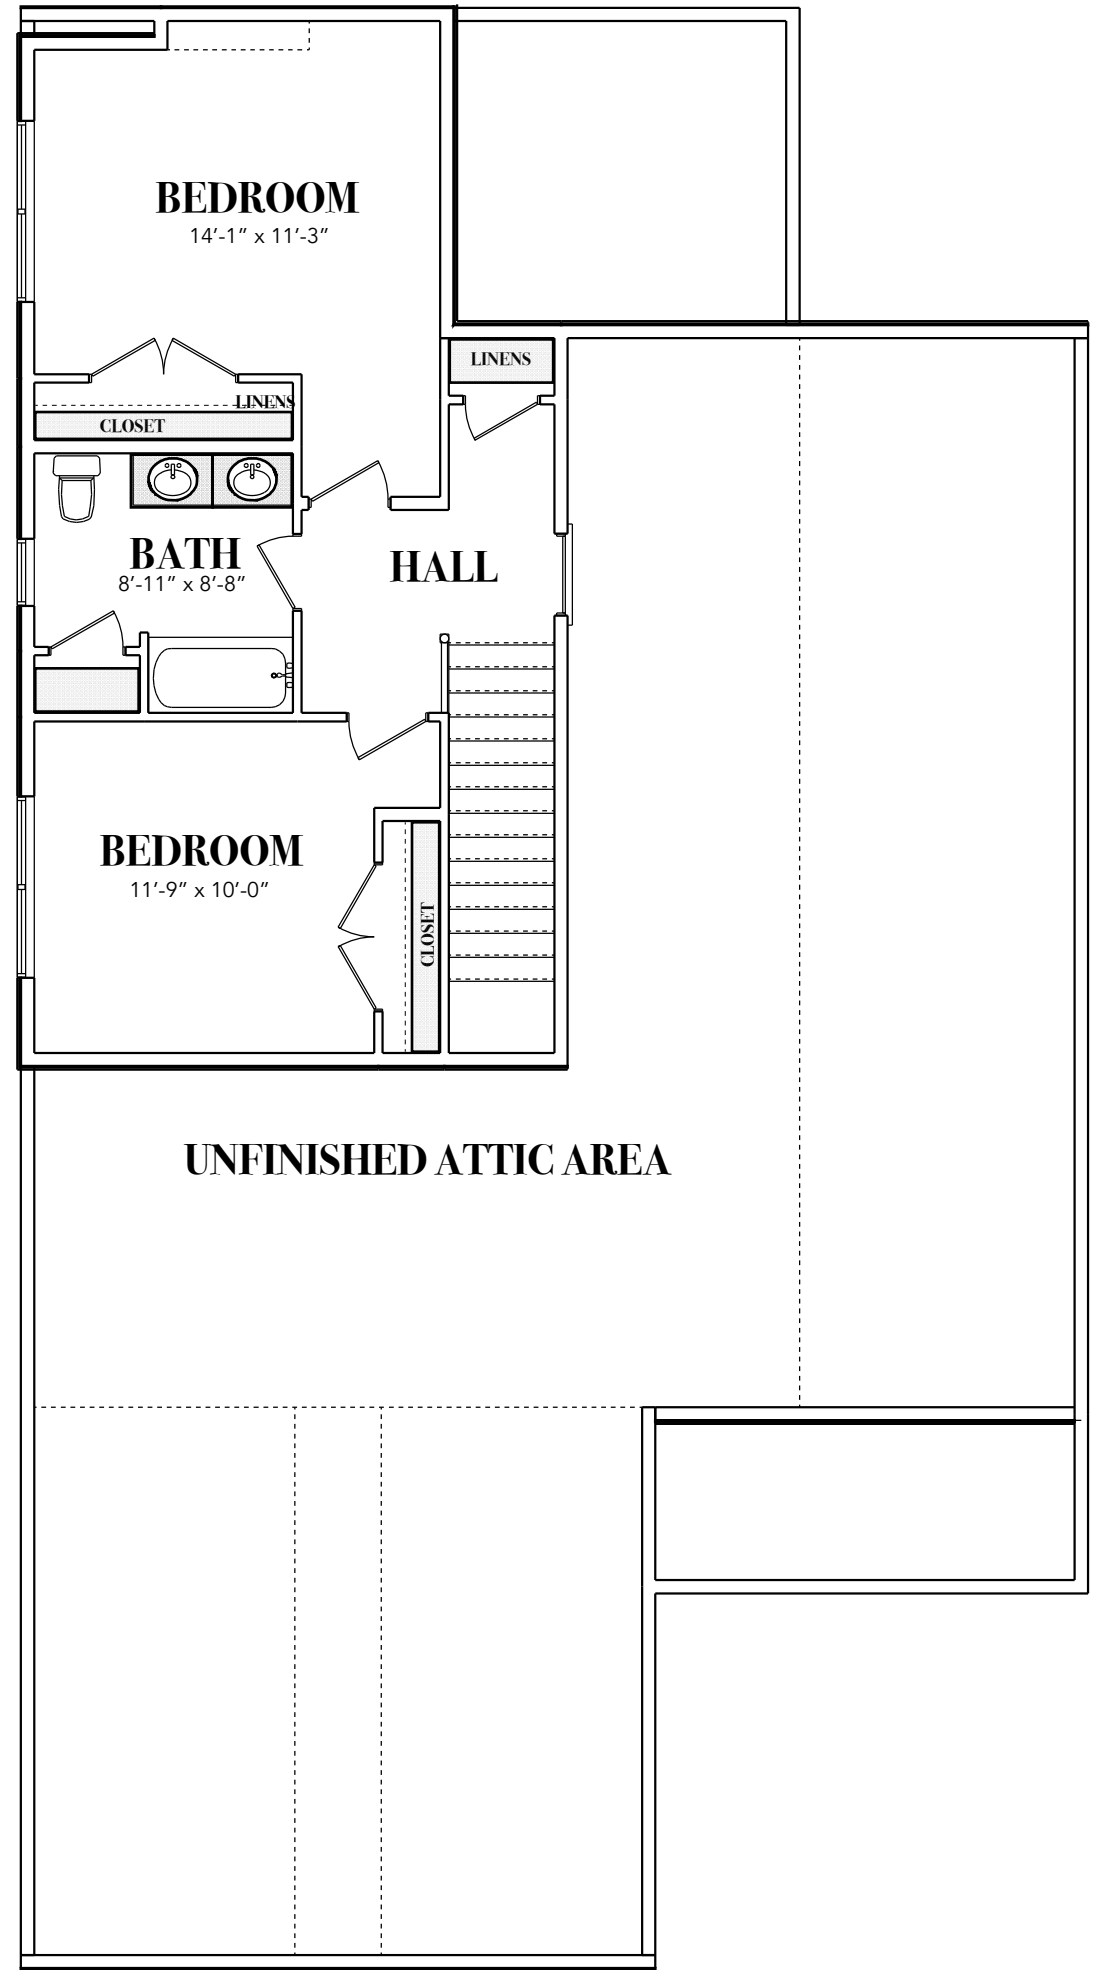 BEDROOM
14’-1” x 11’-3”
LINENS
LINENS
CLOSET
BATH
8’-11” x 8’-8”
HALL
BEDROOM
11’-9” x 10’-0”
CLOSET
UNFINISHED ATTIC AREA